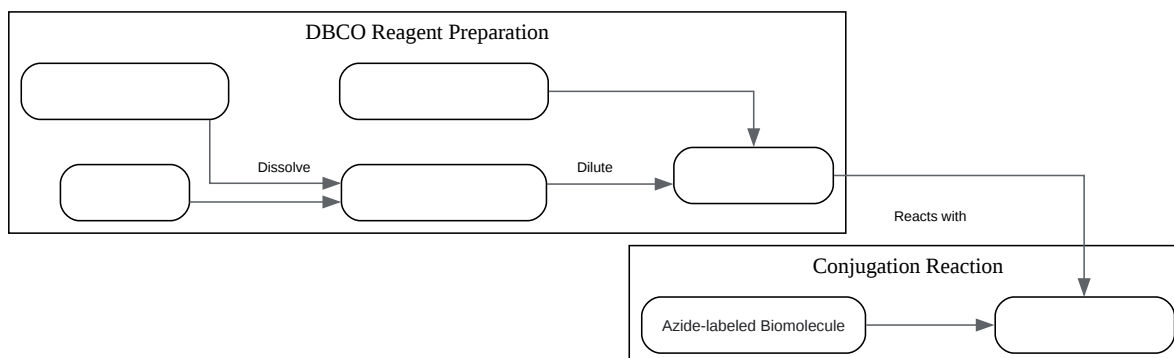 DBCO Reagent Preparation
Dissolve
Dilute
Reacts with
Conjugation Reaction
Azide-labeled Biomolecule